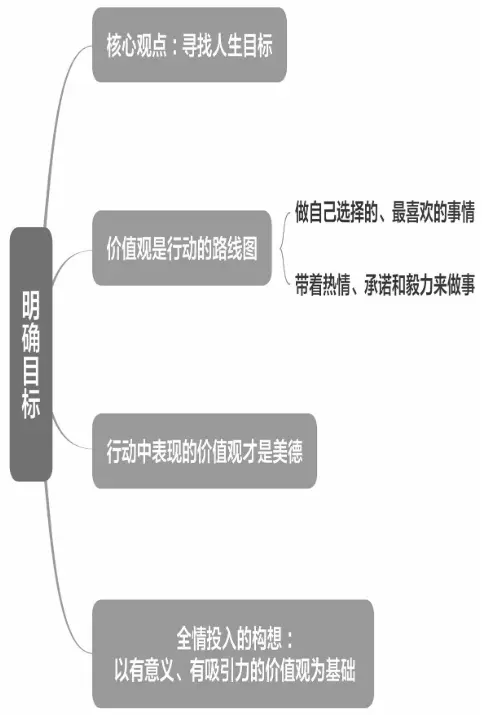 明确目标
核心观点：寻找人生目标
价值观是行动的路线图
做自己选择的、最喜欢的事情
带着热情、承诺和毅力来做事
行动中表现的价值观才是美德
全情投入的构想：
以有意义、有吸引力的价值观为基础